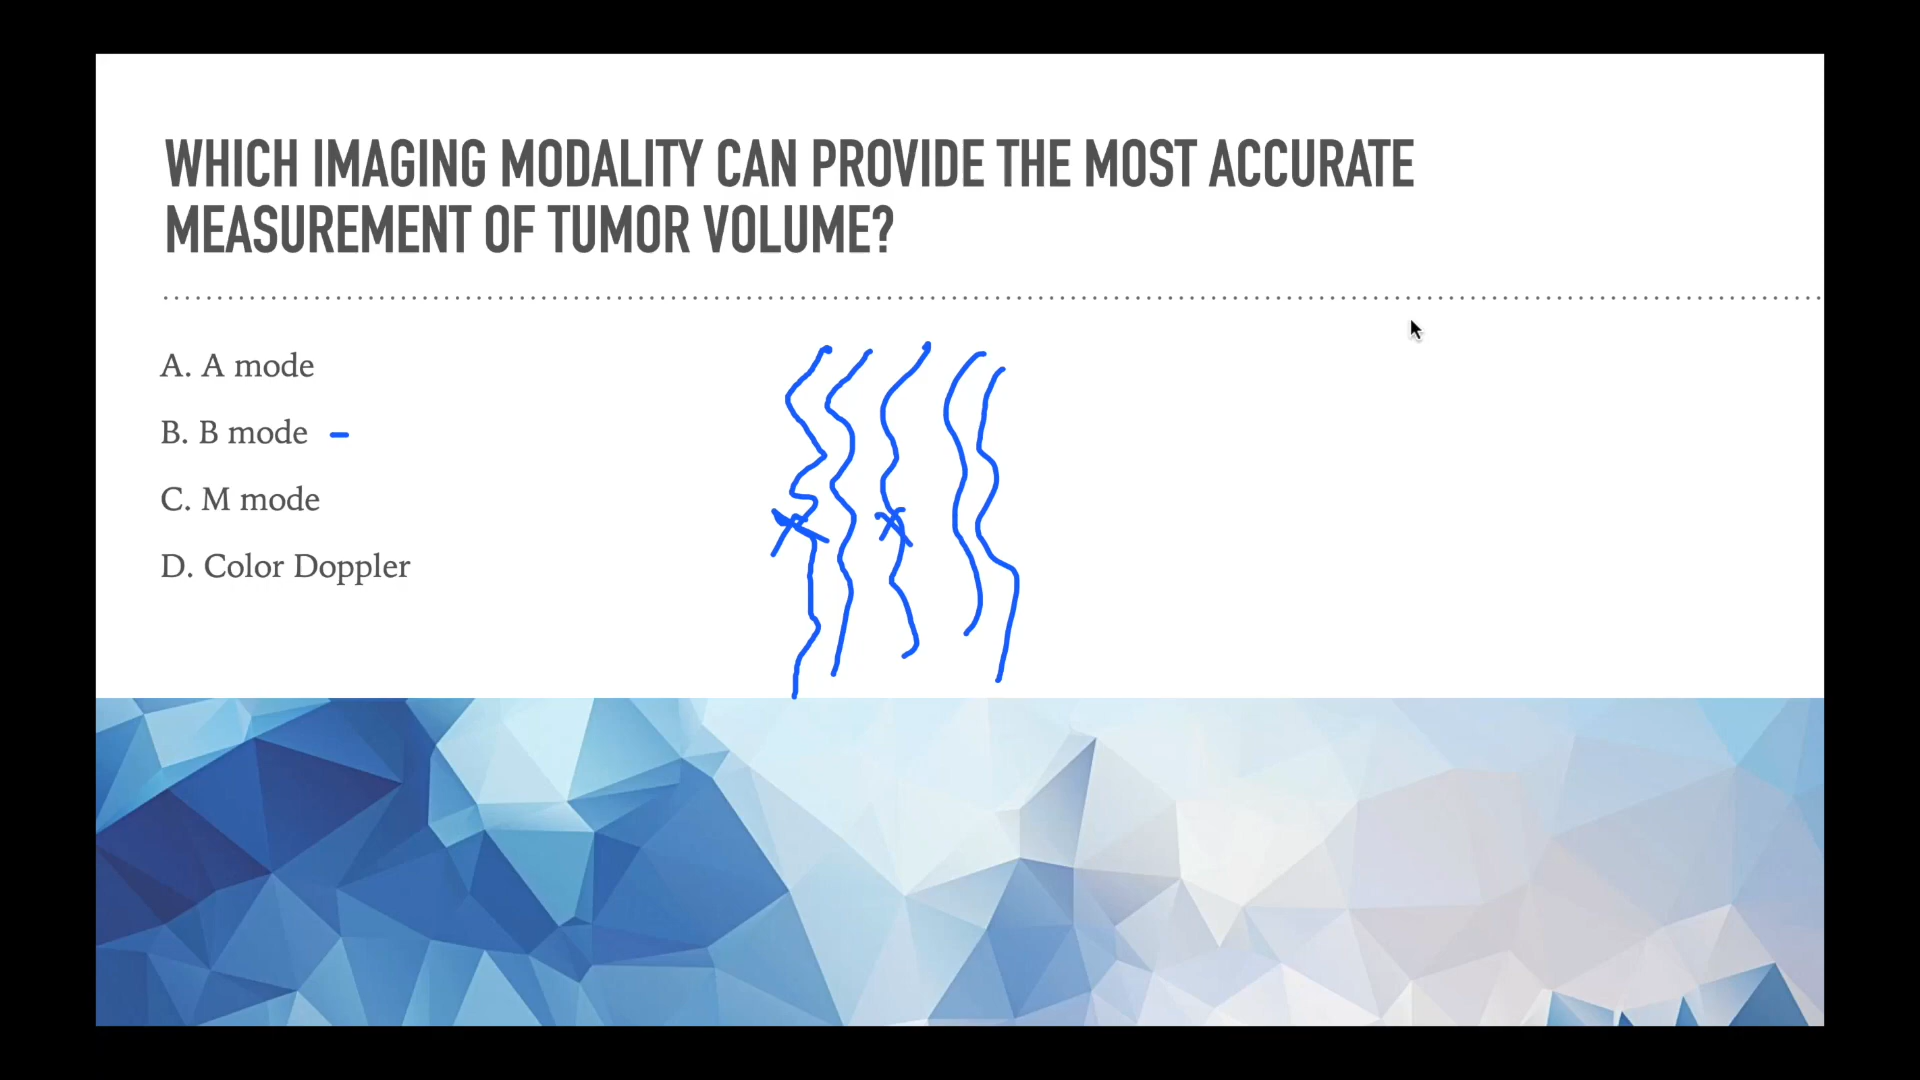 WHICH IMAGING MODALITY CAN PROVIDE THE MOST ACCURATE
MEASUREMENT OF TUMOR VOLUME?
A. A mode
B. B mode
C. M mode
D. Color Doppler